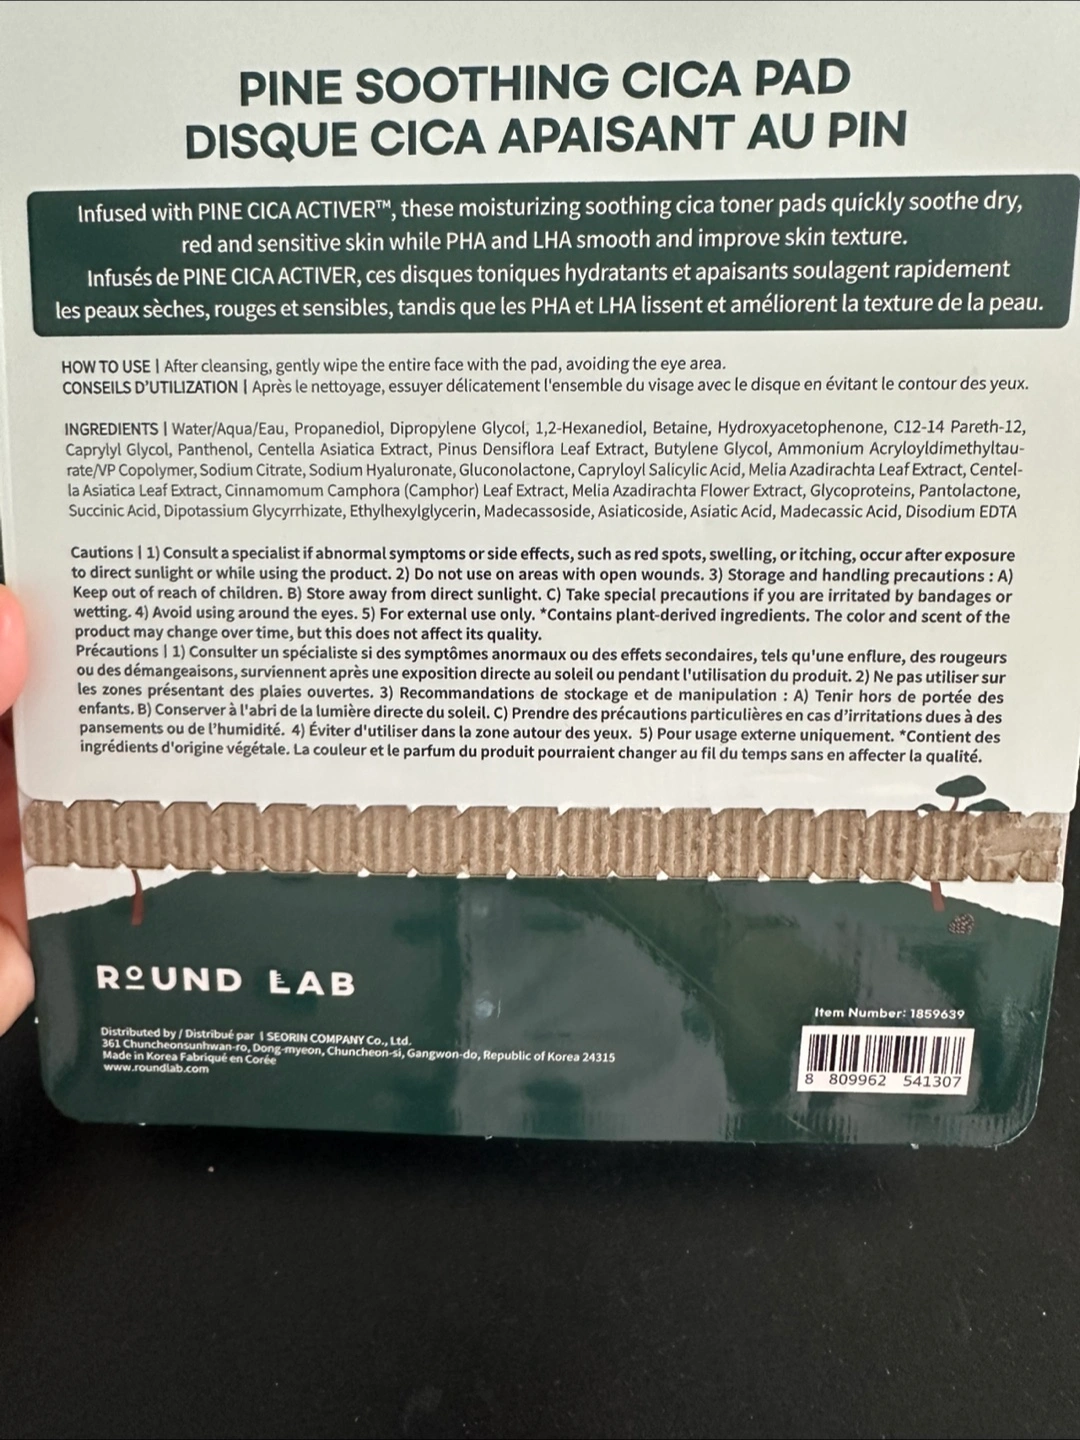 PINE SOOTHING CICA PAD
DISQUE CICA APAISANT AU PIN
Infused with PINE CICA ACTIVER™, these moisturizing soothing cica toner pads quickly soothe dry,
red and sensitive skin while PHA and LHA smooth and improve skin texture.
Infusés de PINE CICA ACTIVER, ces disques toniques hydratants et apaisants soulagent rapidement
les peaux sèches, rouges et sensibles, tandis que les PHA et LHA lissent et améliorent la texture de la peau.
HOW TO USE | After cleansing, gently wipe the entire face with the pad, avoiding the eye area.
CONSEILS D'UTILIZATION | Après le nettoyage, essuyer délicatement l'ensemble du visage avec le disque en évitant le contour des yeux.
INGREDIENTS | Water/Aqua/Eau, Propanediol, Dipropylene Glycol, 1,2-Hexanediol, Betaine, Hydroxyacetophenone, C12-14 Pareth-12,
Caprylyl Glycol, Panthenol, Centella Asiatica Extract, Pinus Densiflora Leaf Extract, Butylene Glycol, Ammonium Acryloyldimethyltau-
rate/VP Copolymer, Sodium Citrate, Sodium Hyaluronate, Gluconolactone, Capryloyl Salicylic Acid, Melia Azadirachta Leaf Extract, Centel-
la Asiatica Leaf Extract, Cinnamomum Camphora (Camphor) Leaf Extract, Melia Azadirachta Flower Extract, Glycoproteins, Pantolactone,
Succinic Acid, Dipotassium Glycyrrhizate, Ethylhexylglycerin, Madecassoside, Asiaticoside, Asiatic Acid, Madecassic Acid, Disodium EDTA
Cautions | 1) Consult a specialist if abnormal symptoms or side effects, such as red spots, swelling, or itching, occur after exposure
to direct sunlight or while using the product. 2) Do not use on areas with open wounds. 3) Storage and handling precautions : A)
Keep out of reach of children. B) Store away from direct sunlight. C) Take special precautions if you are irritated by bandages or
wetting. 4) Avoid using around the eyes. 5) For external use only. *Contains plant-derived ingredients. The color and scent of the
product may change over time, but this does not affect its quality.
Précautions | 1) Consulter un spécialiste si des symptômes anormaux ou des effets secondaires, tels qu'une enflure, des rougeurs
ou des démangeaisons, surviennent après une exposition directe au soleil ou pendant l'utilisation du produit. 2) Ne pas utiliser sur
les zones présentant des plaies ouvertes. 3) Recommandations de stockage et de manipulation : A) Tenir hors de portée des
enfants. B) Conserver à l'abri de la lumière directe du soleil. C) Prendre des précautions particulières en cas d'irritations dues à des
pansements ou de l'humidité. 4) Éviter d'utiliser dans la zone autour des yeux. 5) Pour usage externe uniquement. *Contient des
ingrédients d'origine végétale. La couleur et le parfum du produit pourraient changer au fil du temps sans en affecter la qualité.
ROUND LAB
Distributed by / Distribué par | SEORIN COMPANY Co., Ltd.
361 Chuncheonsunhwan-ro, Dong-myeon, Chuncheon-si, Gangwon-do, Republic of Korea 24315
Made in Korea Fabriqué en Corée
www.roundlab.com
Item Number: 1859639
8 809962 541307